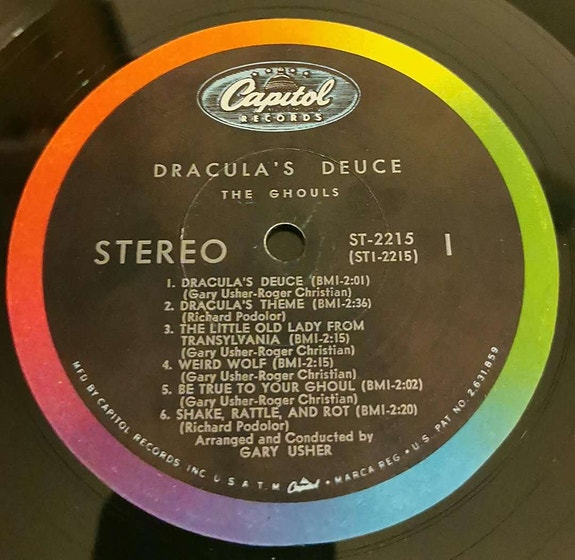 Capitol
RECORDS
DRACULA'S DEUCE
THE GHOULS
STEREO
ST-2215 1
(ST1-2215)
1. DRACULA'S DEUCE (BMI-2:01)
(Gary Usher-Roger Christian)
2. DRACULA'S THEME (BMI-2:36)
(Richard Podolor)
3. THE LITTLE OLD LADY FROM
TRANSYLVANIA (BMI-2:15)
(Gary Usher-Roger Christian)
4. WEIRD WOLF (BMI-2:15)
(Gary Usher-Roger Christian)
5. BE TRUE TO YOUR GHOUL (BMI-2:02)
(Gary Usher-Roger Christian)
6. SHAKE, RATTLE, AND ROT (BMI-2:20)
(Richard Podolor)
Arranged and Conducted by
GARY USHER
MFD BY CAPITOL RECORDS INC U S A T. M. Capitol • MARCA REG. • U.S. PAT NO. 2,631,859